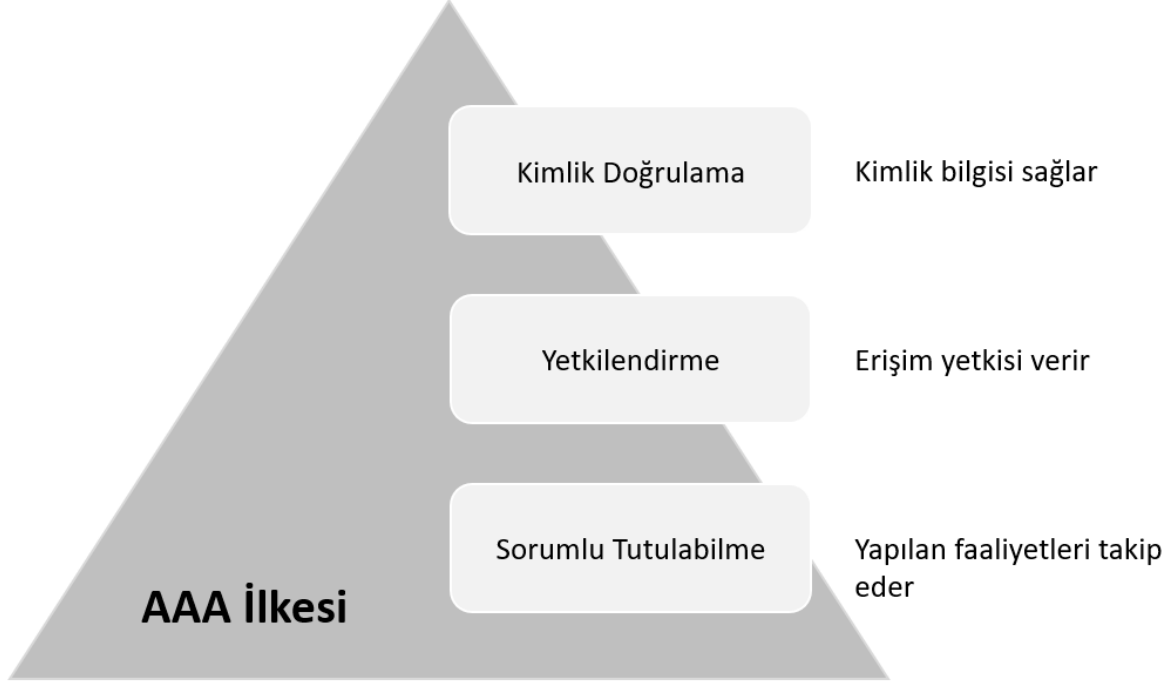 Kimlik Doğrulama
Kimlik bilgisi sağlar
Yetkilendirme
Erişim yetkisi verir
Sorumlu Tutulabilme
Yapılan faaliyetleri takip
eder
AAA İlkesi